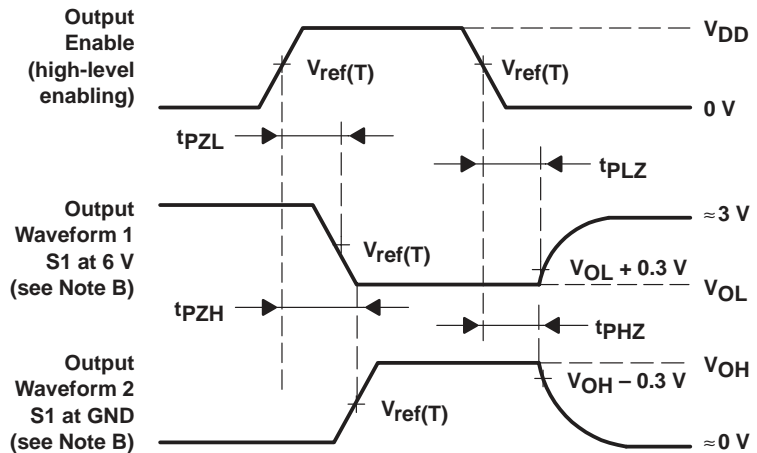 Output
Enable
(high-level
enabling)
Vref(T)
Vref(T)
VDD
0 V
tPZL
tPLZ
Output
Waveform 1
S1 at 6 V
(see Note B)
Vref(T)
≈3 V
VOL + 0.3 V
VOL
tPZH
tPHZ
Output
Waveform 2
S1 at GND
(see Note B)
Vref(T)
VOH
VOH – 0.3 V
≈0 V